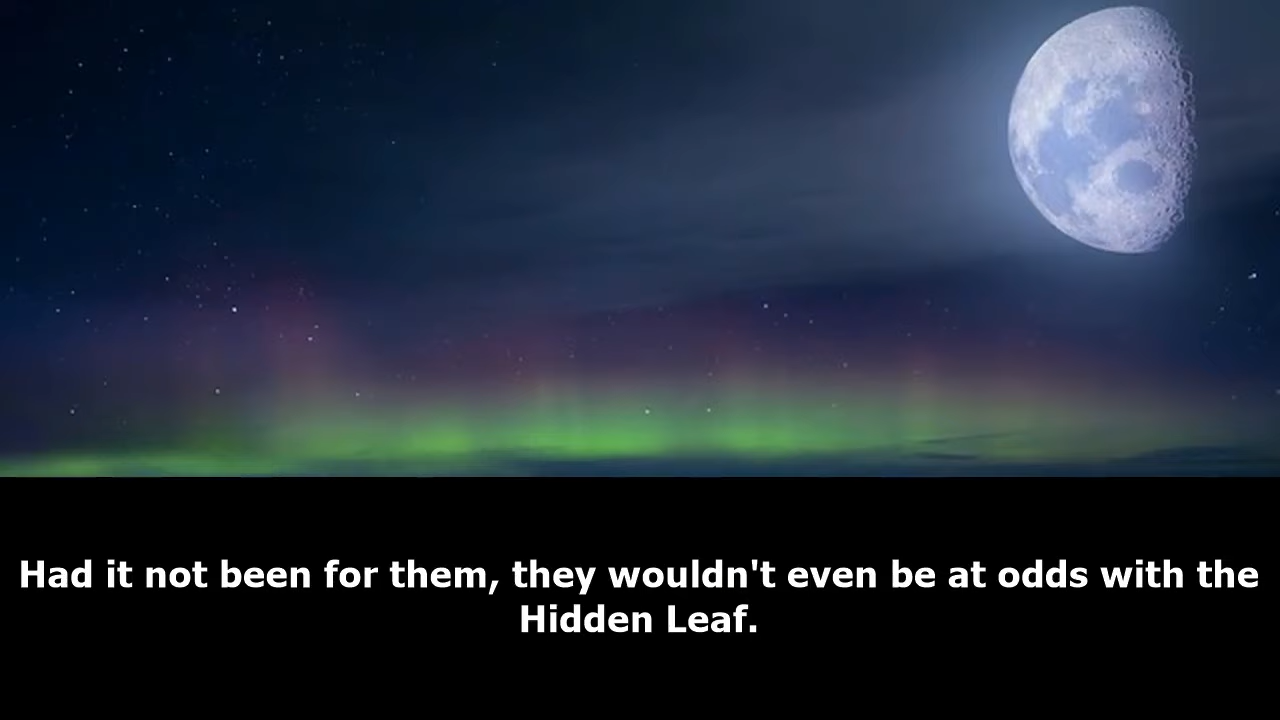 Had it not been for them, they wouldn't even be at odds with the
Hidden Leaf.